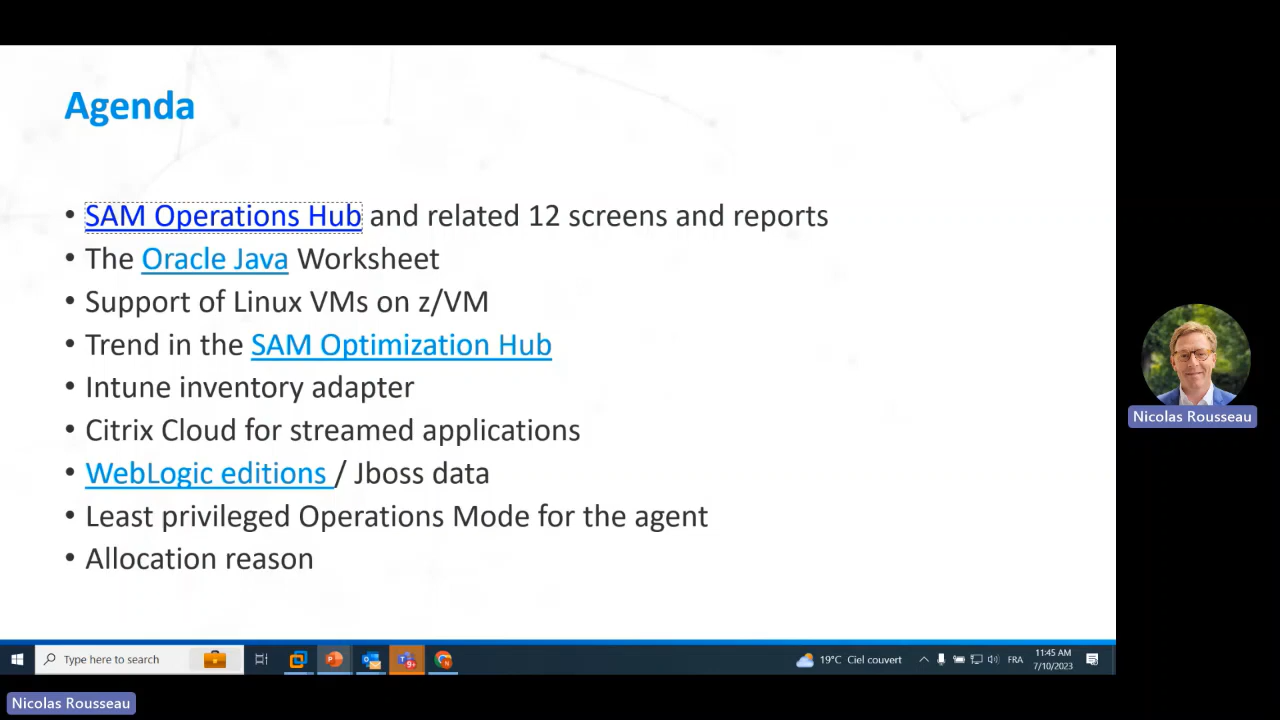 Agenda
• SAM Operations Hub and related 12 screens and reports
• The Oracle Java Worksheet
• Support of Linux VMs on z/VM
• Trend in the SAM Optimization Hub
• Intune inventory adapter
• Citrix Cloud for streamed applications
• WebLogic editions / Jboss data
• Least privileged Operations Mode for the agent
• Allocation reason
Nicolas Rousseau
Type here to search
9+
19°C Ciel couvert
FRA
11:45 AM
7/10/2023
Nicolas Rousseau